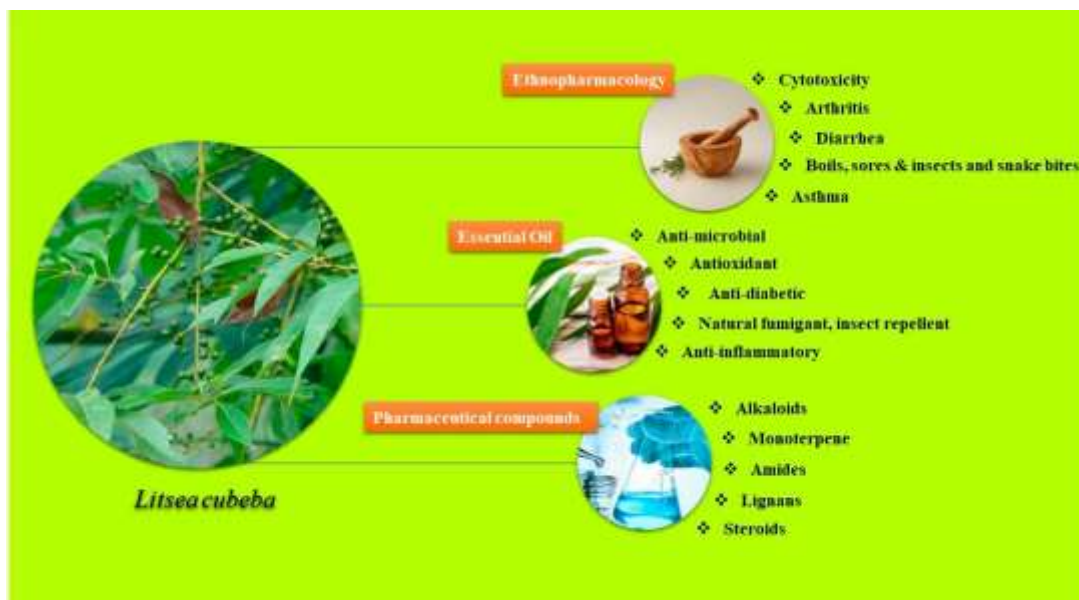 Ethnopharmacology
❖ Cytotoxicity
❖ Arthritis
❖ Diarrhea
❖ Boils, sores & insects and snake bites
❖ Asthma
Essential Oil
❖ Anti-microbial
❖ Antioxidant
❖ Anti-diabetic
❖ Natural fumigant, insect repellent
❖ Anti-inflammatory
Pharmaceutical compounds
❖ Alkaloids
❖ Monoterpene
❖ Amides
❖ Lignans
❖ Steroids
Litsea cubeba